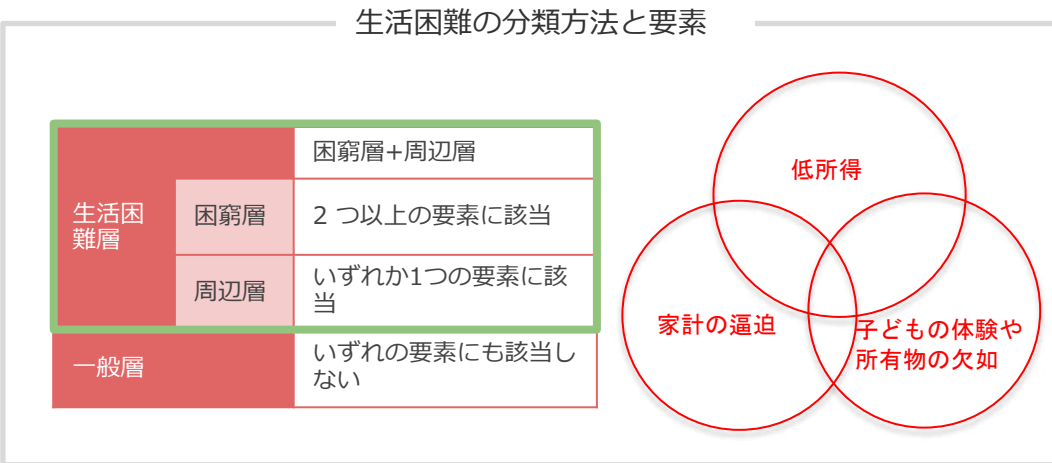 生活困難の分類方法と要素
困窮層+周辺層
生活困
難層
困窮層
2 つ以上の要素に該当
周辺層
いずれか1つの要素に該
当
一般層
いずれの要素にも該当し
ない
低所得
家計の逼迫
子どもの体験や
所有物の欠如